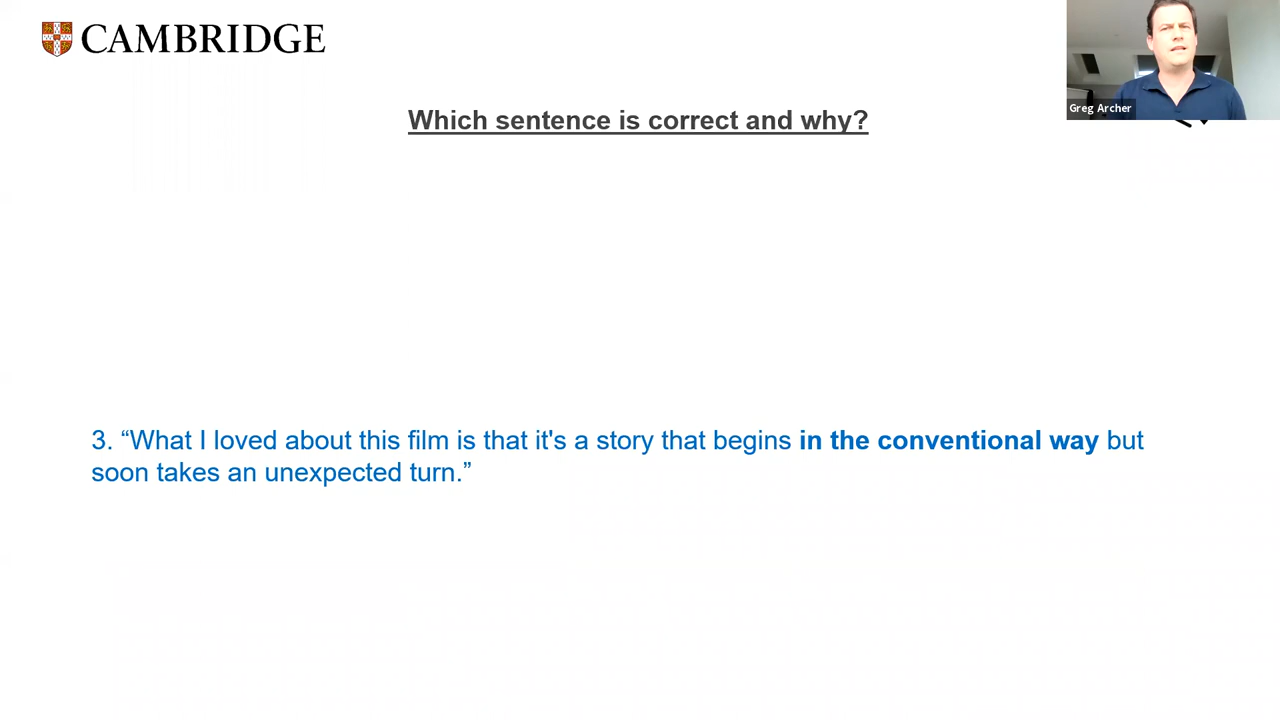 CAMBRIDGE
Greg Archer
Which sentence is correct and why?
3. “What I loved about this film is that it's a story that begins in the conventional way but
soon takes an unexpected turn.”